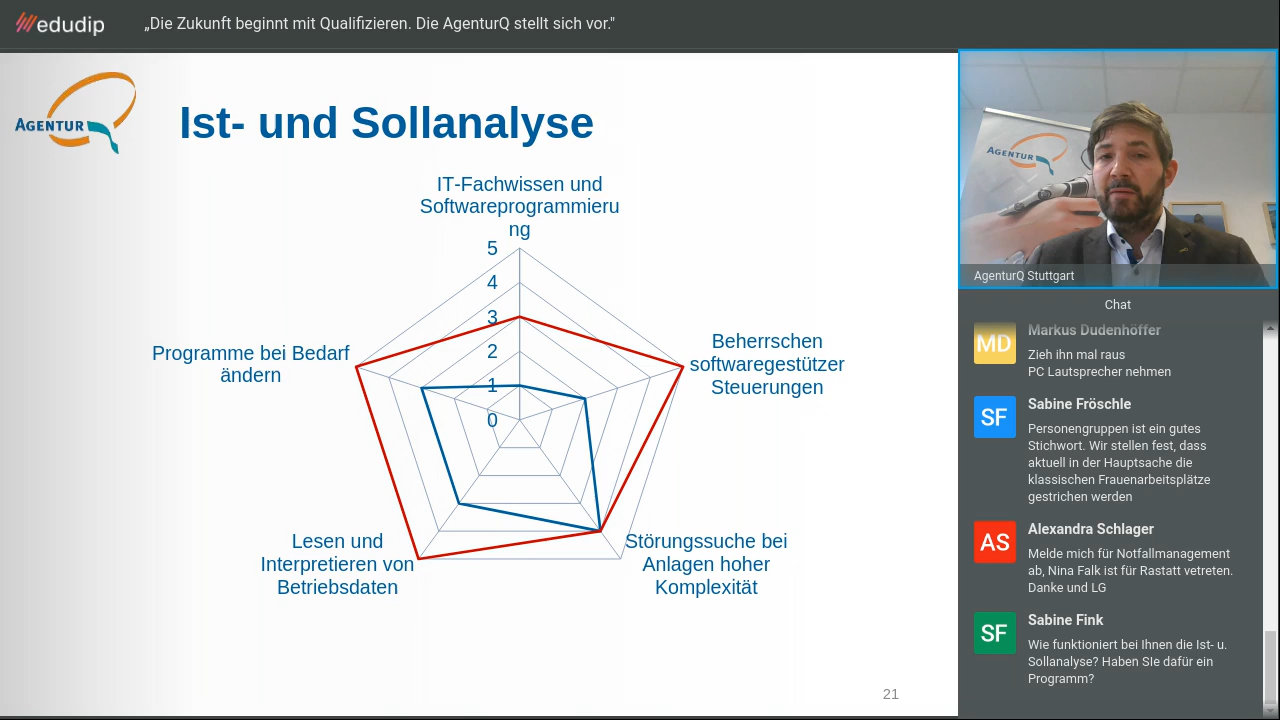 edudip
„Die Zukunft beginnt mit Qualifizieren. Die AgenturQ stellt sich vor."
AGENTUR
Ist- und Sollanalyse
IT-Fachwissen und
Softwareprogrammieru
ng
5
4
3
2
1
0
Beherrschen
softwaregestützer
Steuerungen
Programme bei Bedarf
ändern
Lesen und
Interpretieren von
Betriebsdaten
Störungssuche bei
Anlagen hoher
Komplexität
21
AGENTUR
AgenturQ Stuttgart
Chat
MD
Markus Dudenhöffer
Zieh ihn mal raus
PC Lautsprecher nehmen
SF
Sabine Fröschle
Personengruppen ist ein gutes
Stichwort. Wir stellen fest, dass
aktuell in der Hauptsache die
klassischen Frauenarbeitsplätze
gestrichen werden
AS
Alexandra Schlager
Melde mich für Notfallmanagement
ab, Nina Falk ist für Rastatt vetreten.
Danke und LG
SF
Sabine Fink
Wie funktioniert bei Ihnen die Ist- u.
Sollanalyse? Haben SIe dafür ein
Programm?